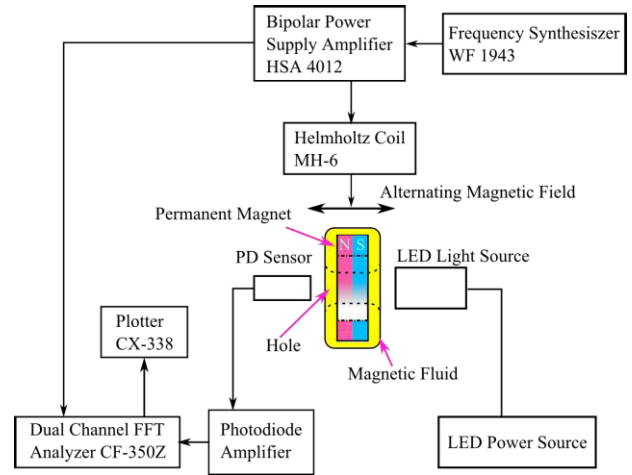 Bipolar Power
Supply Amplifier
HSA 4012
Frequency Synthesiszer
WF 1943
Helmholtz Coil
MH-6
Alternating Magnetic Field
Permanent Magnet
N S
PD Sensor
LED Light Source
Plotter
CX-338
Hole
Magnetic Fluid
Dual Channel FFT
Analyzer CF-350Z
Photodiode
Amplifier
LED Power Source